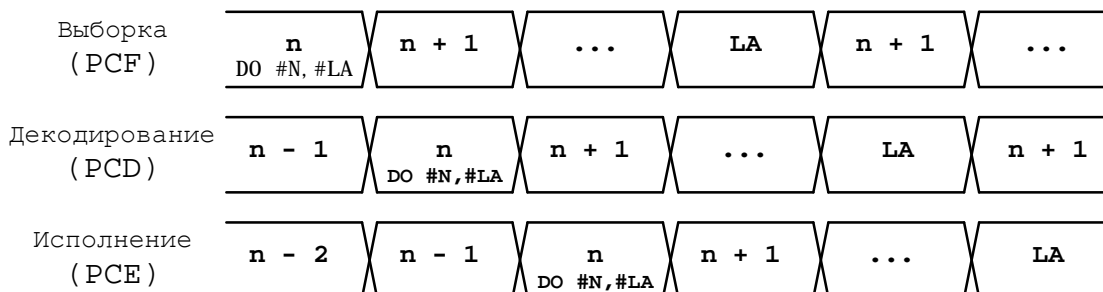 Выборка
(PCF)
n
DO #N, #LA
n + 1
...
LA
n + 1
...
Декодирование
(PCD)
n - 1
n
DO #N,#LA
n + 1
...
LA
n + 1
Исполнение
(PCE)
n - 2
n - 1
n
DO #N,#LA
n + 1
...
LA